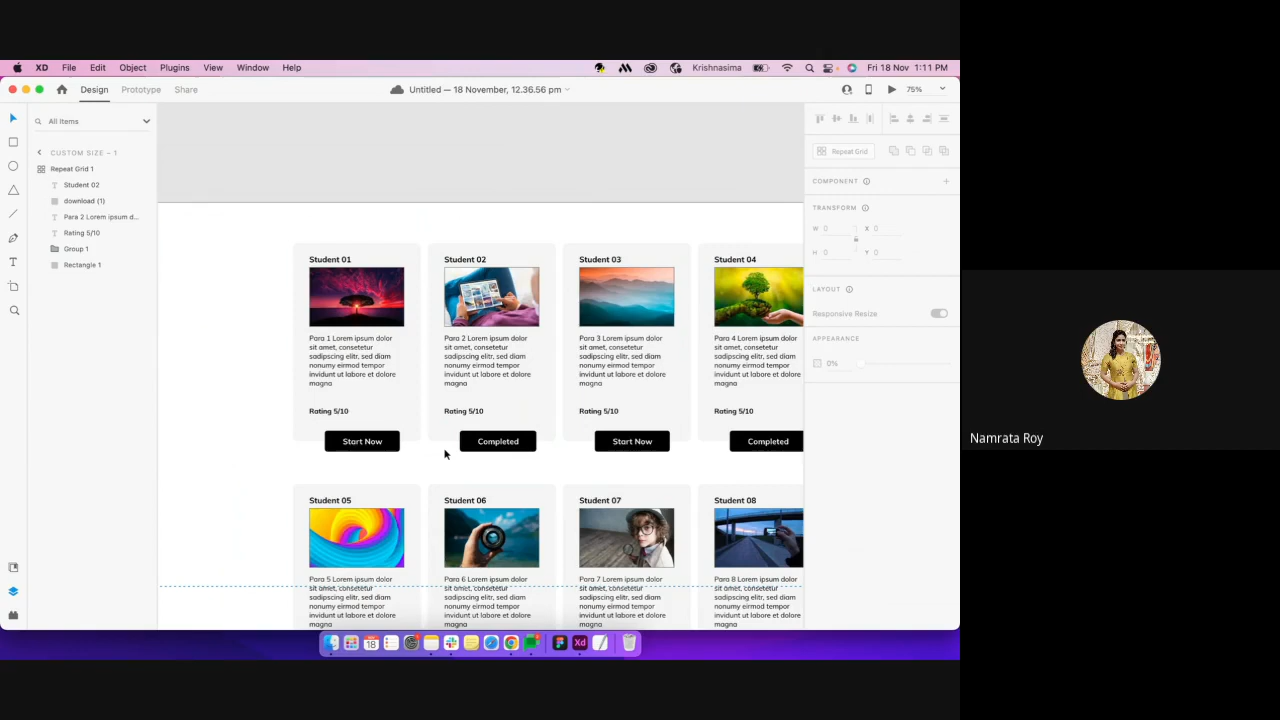 XD File Edit Object Plugins View Window Help Krishnasima Fri 18 Nov 1:11 PM
Design Prototype Share Untitled — 18 November, 12.36.56 pm 75%
All Items
CUSTOM SIZE – 1
Repeat Grid 1
Student 02
download (1)
Para 2 Lorem ipsum d...
Rating 5/10
Group 1
Rectangle 1
Student 01 Student 02 Student 03 Student 04
Para 1 Lorem ipsum dolor Para 2 Lorem ipsum dolor Para 3 Lorem ipsum dolor Para 4 Lorem ipsum dolor
sit amet, consetetur sit amet, consetetur sit amet, consetetur sit amet, consetetur
sadipscing elitr, sed diam sadipscing elitr, sed diam sadipscing elitr, sed diam sadipscing elitr, sed diam
nonumy eirmod tempor nonumy eirmod tempor nonumy eirmod tempor nonumy eirmod tempor
invidunt ut labore et dolore invidunt ut labore et dolore invidunt ut labore et dolore invidunt ut labore et dolore
magna magna magna magna
Rating 5/10 Rating 5/10 Rating 5/10 Rating 5/10
Start Now Completed Start Now Completed
Student 05 Student 06 Student 07 Student 08
Para 5 Lorem ipsum dolor Para 6 Lorem ipsum dolor Para 7 Lorem ipsum dolor Para 8 Lorem ipsum dolor
sit amet, consetetur sit amet, consetetur sit amet, consetetur sit amet, consetetur
sadipscing elitr, sed diam sadipscing elitr, sed diam sadipscing elitr, sed diam sadipscing elitr, sed diam
nonumy eirmod tempor nonumy eirmod tempor nonumy eirmod tempor nonumy eirmod tempor
invidunt ut labore et dolore invidunt ut labore et dolore invidunt ut labore et dolore invidunt ut labore et dolore
magna magna magna magna
Repeat Grid
COMPONENT
TRANSFORM
W 0 X 0
H 0 Y 0
LAYOUT
Responsive Resize
APPEARANCE
0%
NOV
18
Xd
Namrata Roy